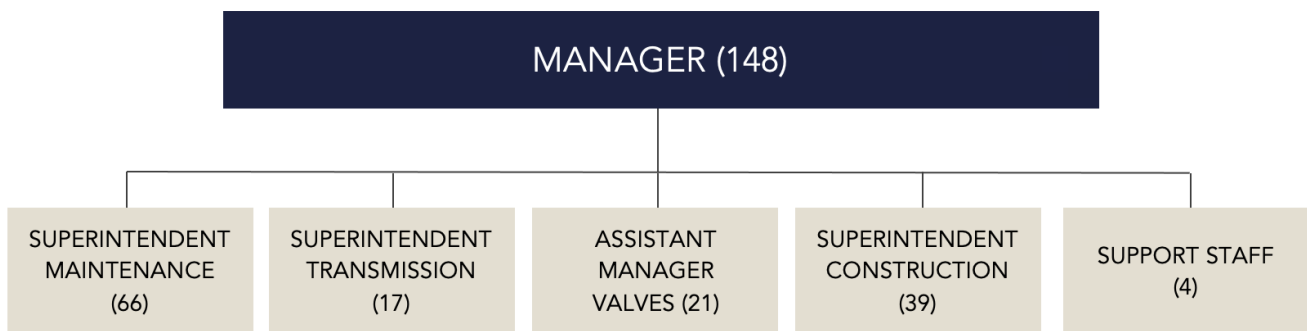 MANAGER (148)
SUPERINTENDENT
MAINTENANCE
(66)
SUPERINTENDENT
TRANSMISSION
(17)
ASSISTANT
MANAGER
VALVES (21)
SUPERINTENDENT
CONSTRUCTION
(39)
SUPPORT STAFF
(4)